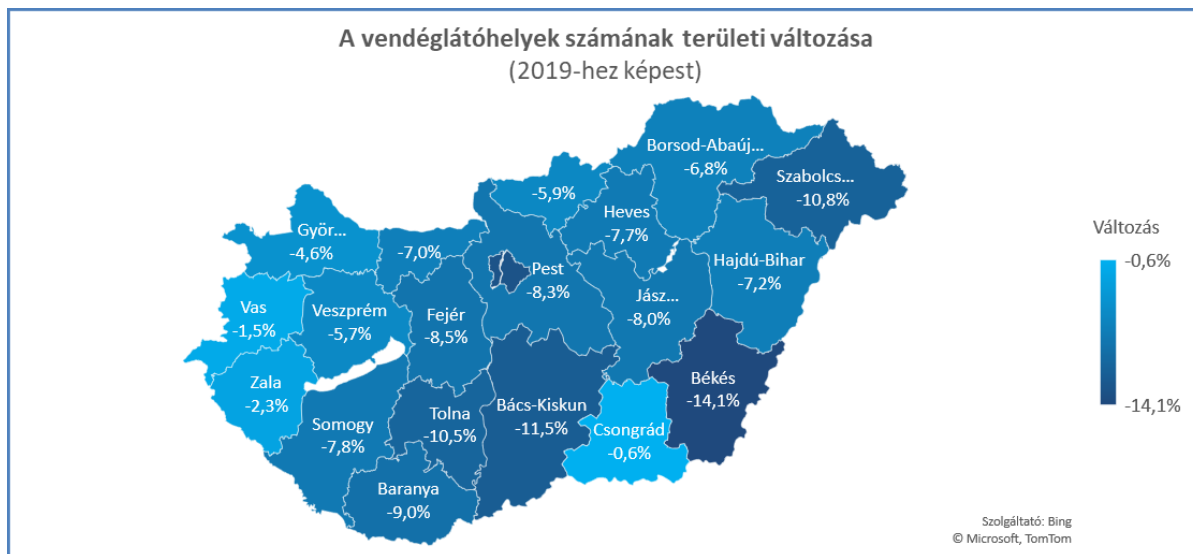 A vendéglátóhelyek számának területi változása
(2019-hez képest)
Borsod-Abaúj...
-6,8%
Szabolcs...
-10,8%
-5,9%
Heves
-7,7%
Győr...
-4,6%
-7,0%
Pest
-8,3%
Hajdú-Bihar
-7,2%
Jász...
-8,0%
Vas
-1,5%
Veszprém
-5,7%
Fejér
-8,5%
Zala
-2,3%
Békés
-14,1%
Somogy
-7,8%
Tolna
-10,5%
Bács-Kiskun
-11,5%
Csongrád
-0,6%
Baranya
-9,0%
Változás
-0,6%
-14,1%
Szolgáltató: Bing
© Microsoft, TomTom